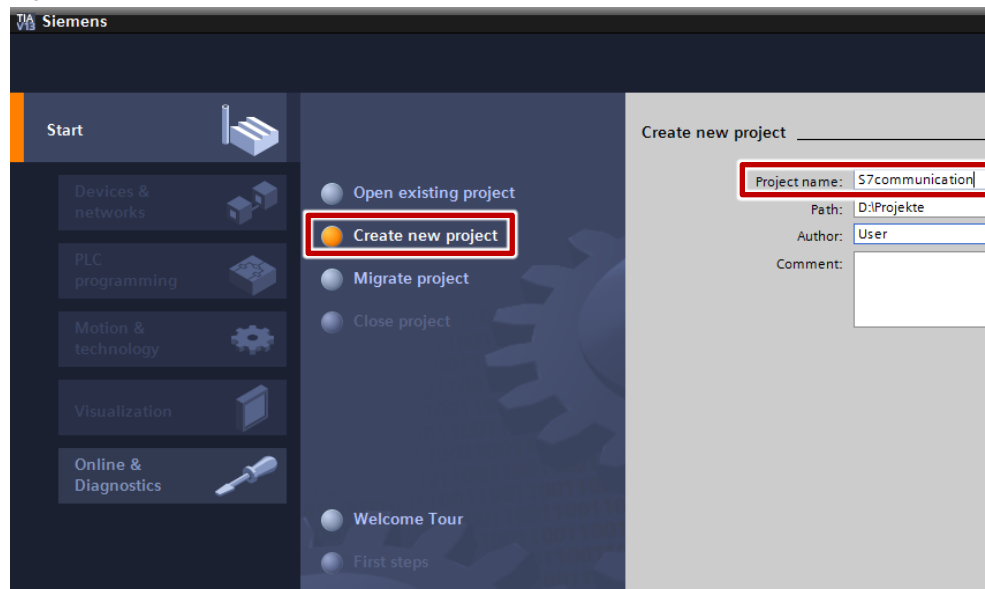 TIA
V13
Siemens
Start
Devices &
networks
PLC
programming
Motion &
technology
Visualization
Online &
Diagnostics
Open existing project
Create new project
Migrate project
Close project
Welcome Tour
First steps
Create new project
Project name: S7communication
Path: D:\Projekte
Author: User
Comment: